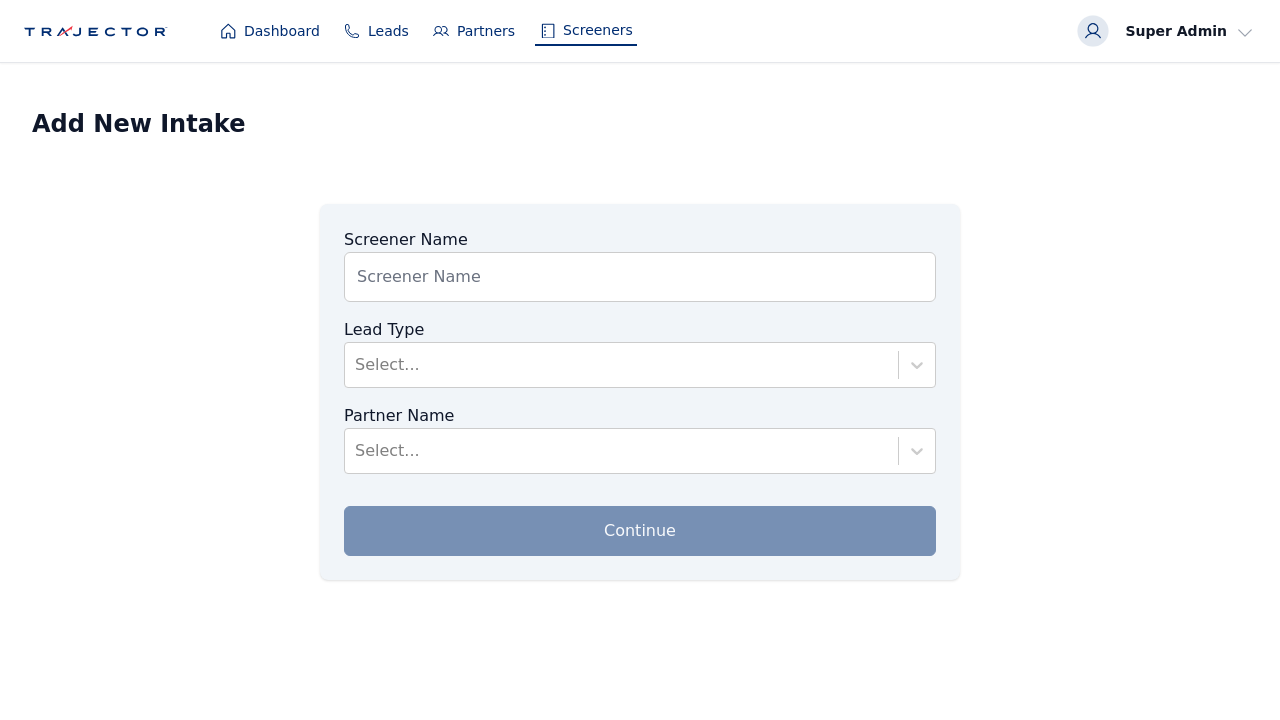 TRAJECTOR
Dashboard
Leads
Partners
Screeners
Super Admin
Add New Intake
Screener Name
Screener Name
Lead Type
Select...
Partner Name
Select...
Continue